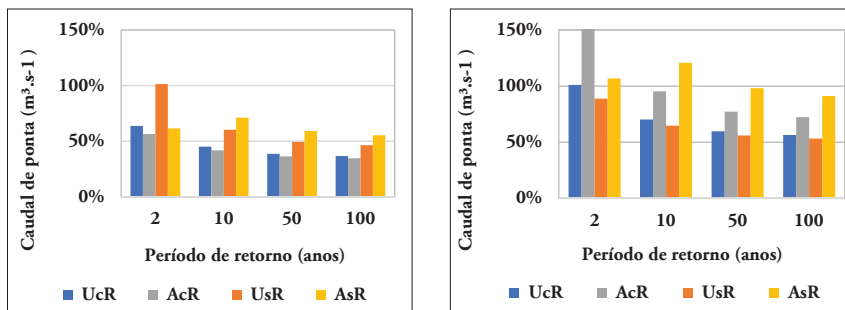 150%
100%
50%
0%
Caudal de ponta (m³.s-1 )
2 10 50 100
Período de retorno (anos)
UcR AcR UsR AsR
150%
100%
50%
0%
Caudal de ponta (m³.s-1 )
2 10 50 100
Período de retorno (anos)
UcR AcR UsR AsR